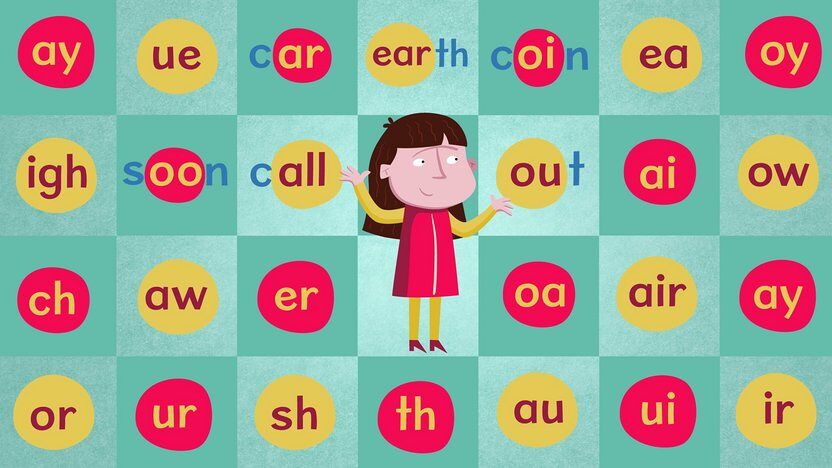 ay ue car earth coin ea oy
igh soon call out ai ow
ch aw er oa air ay
or ur sh th au ui ir